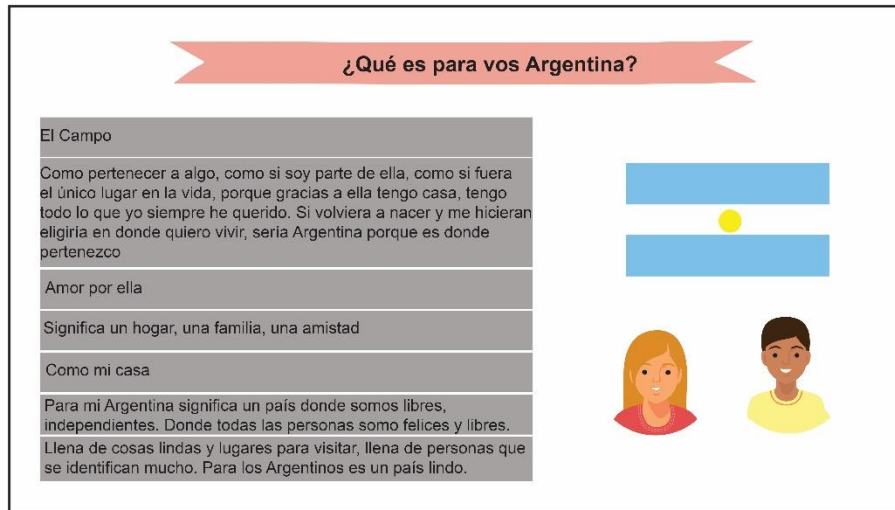 ¿Qué es para vos Argentina?
El Campo
Como pertenecer a algo, como si soy parte de ella, como si fuera
el único lugar en la vida, porque gracias a ella tengo casa, tengo
todo lo que yo siempre he querido. Si volviera a nacer y me hicieran
eligiría en donde quiero vivir, seria Argentina porque es donde
pertenezco
Amor por ella
Significa un hogar, una familia, una amistad
Como mi casa
Para mi Argentina significa un país donde somos libres,
independientes. Donde todas las personas somo felices y libres.
Llena de cosas lindas y lugares para visitar, llena de personas que
se identifican mucho. Para los Argentinos es un país lindo.